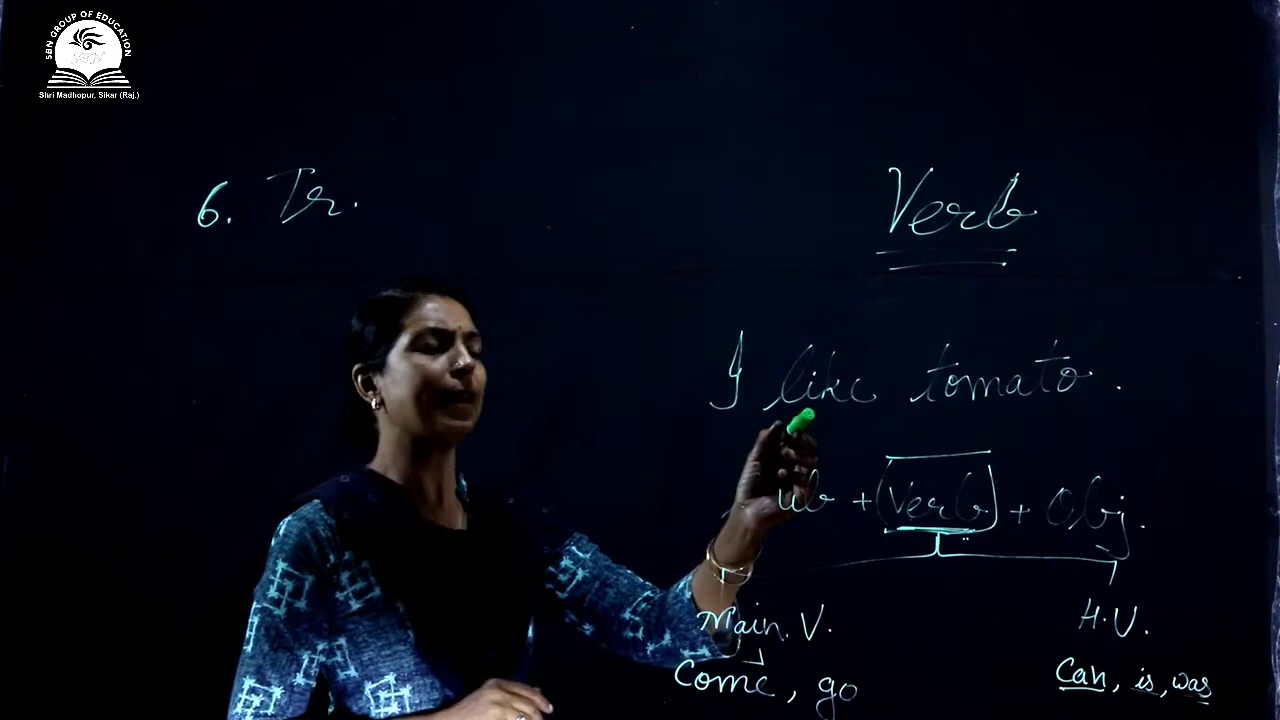 SBN GROUP OF EDUCATION
Shri Madhopur, Sikar (Raj.)
6. Tr.
Verb
I like tomato.
ub + (Verb) + Obj.
Main. V.
H.V.
Come, go
Can, is, was